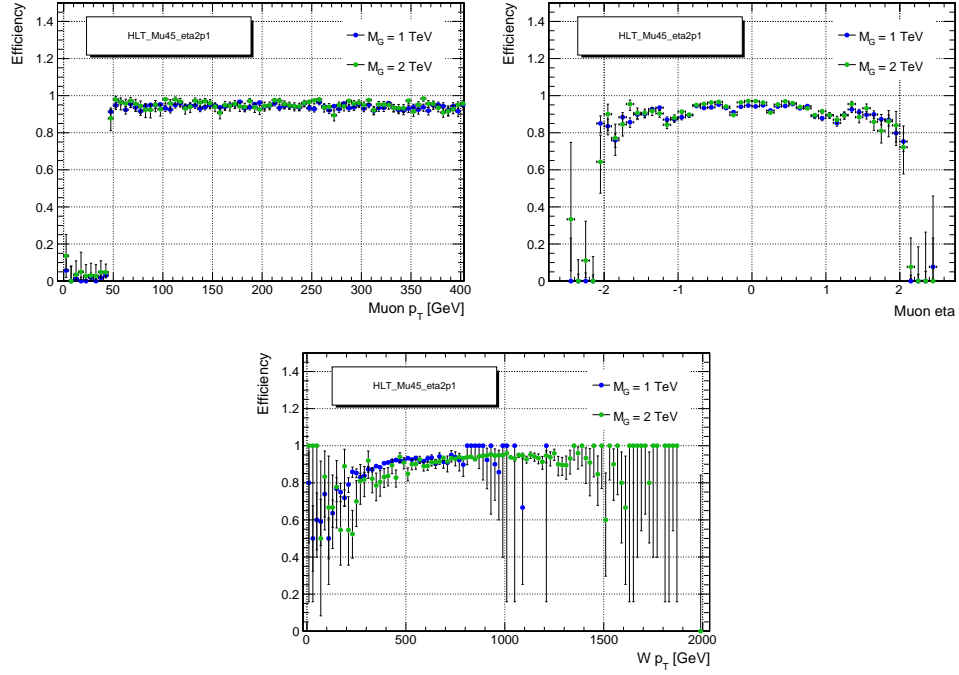 Efficiency
1.4
1.2
1
0.8
0.6
0.4
0.2
0
HLT_Mu45_eta2p1
M_G = 1 TeV
M_G = 2 TeV
0 50 100 150 200 250 300 350 400
Muon p_T [GeV]
Efficiency
1.4
1.2
1
0.8
0.6
0.4
0.2
0
HLT_Mu45_eta2p1
M_G = 1 TeV
M_G = 2 TeV
-2 -1 0 1 2
Muon eta
Efficiency
1.4
1.2
1
0.8
0.6
0.4
0.2
0
HLT_Mu45_eta2p1
M_G = 1 TeV
M_G = 2 TeV
0 500 1000 1500 2000
W p_T [GeV]